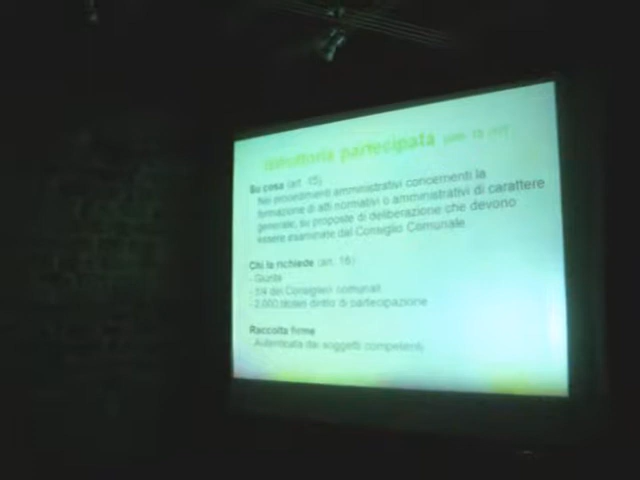 Istruttoria partecipata
Su cosa (art. 15)
Nei procedimenti amministrativi concernenti la
formazione di atti normativi o amministrativi di carattere
generale, su proposte di deliberazione che devono
essere esaminate dal Consiglio Comunale
Chi la richiede (art. 16)
- Giunta
- 1/4 dei Consiglieri comunali
- 2.000 titolari diritto di partecipazione
Raccolta firme
Autenticata dai soggetti competenti